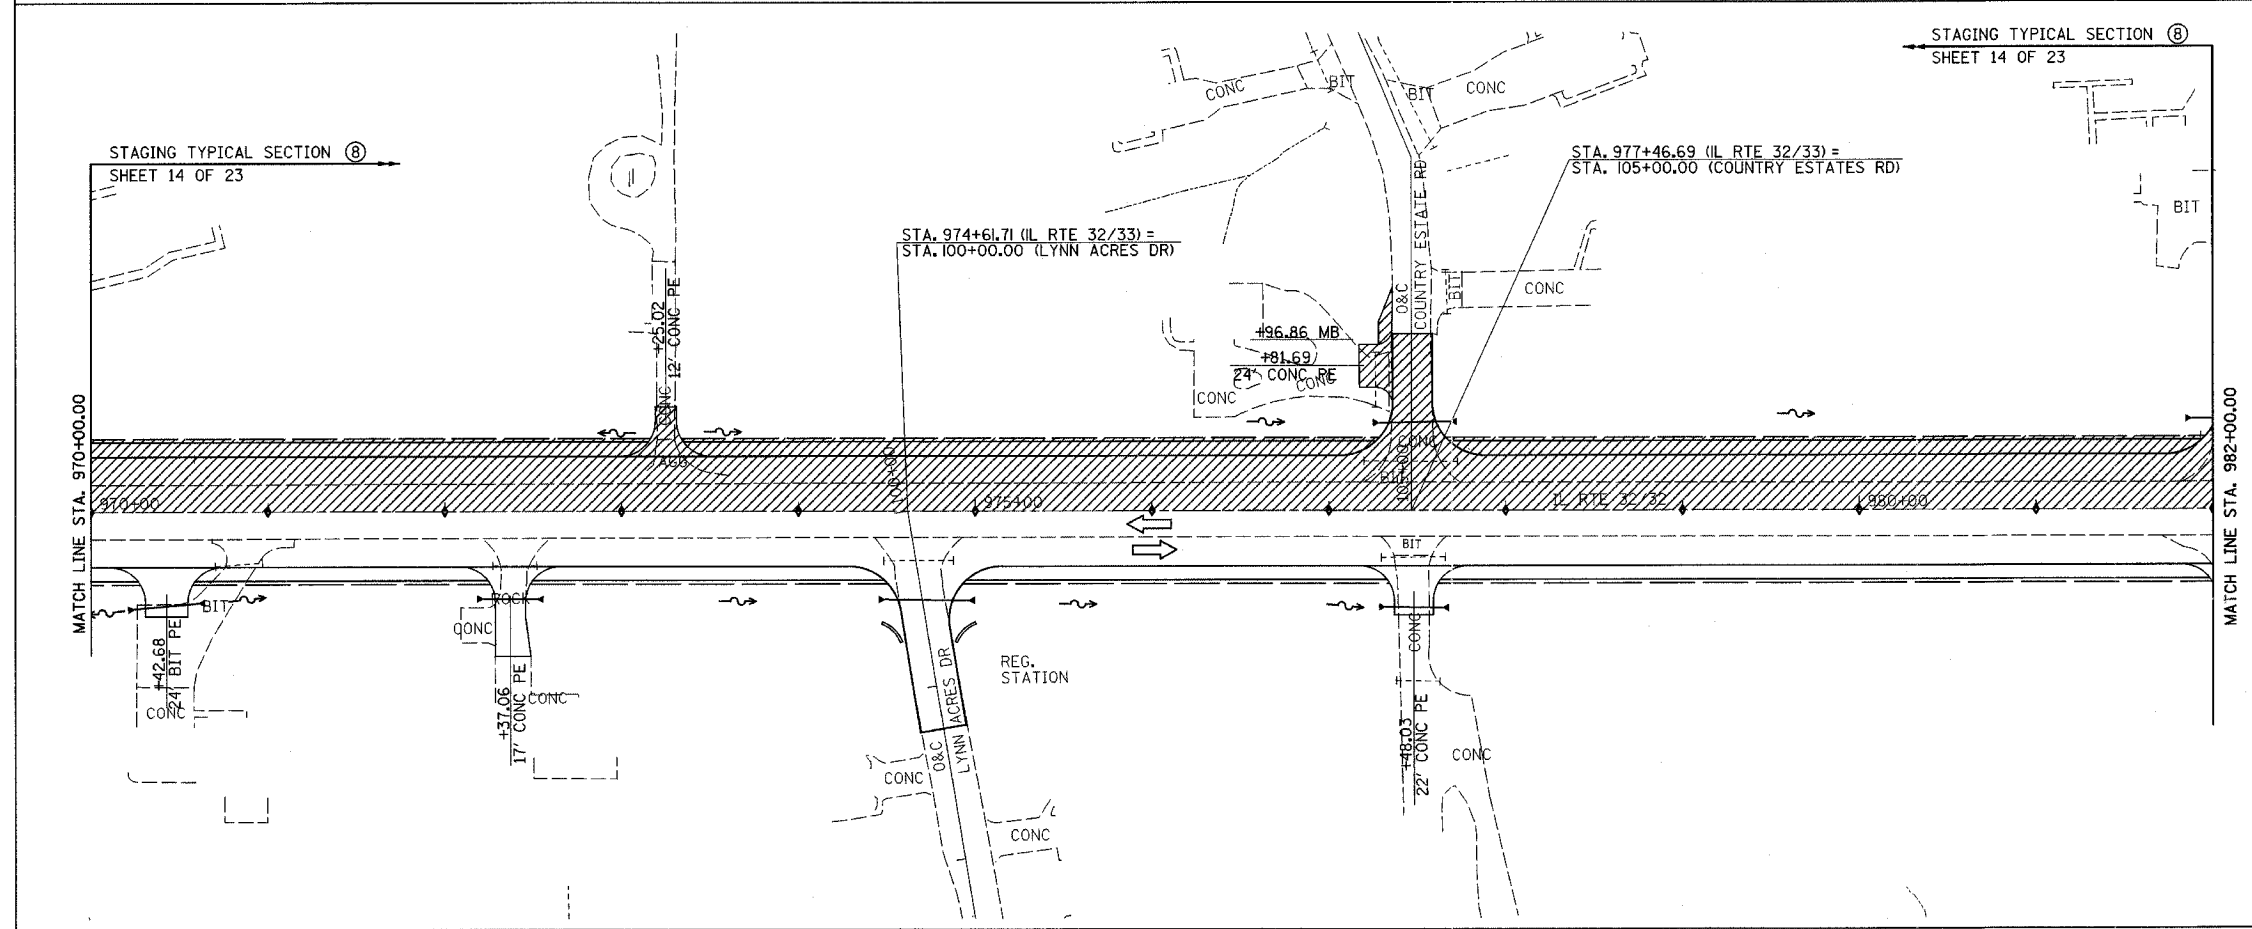 STAGING TYPICAL SECTION ⑧
SHEET 14 OF 23
STAGING TYPICAL SECTION ⑧
SHEET 14 OF 23
CONC
BIT
BIT
CONC
STA. 977+46.69 (IL RTE 32/33) =
STA. 105+00.00 (COUNTRY ESTATES RD)
STA. 974+61.71 (IL RTE 32/33) =
STA. 100+00.00 (LYNN ACRES DR)
BIT
COUNTRY ESTATE RD
O&C
BIT
CONC
+25.02
12' CONC PE
CONC
+96.86 MB
+81.69
24' CONC PE
CONC
CONC
MATCH LINE STA. 970+00.00
MATCH LINE STA. 982+00.00
AGG
CONC
BIT
100+00
105+00
970+00
975+00
IL RTE 32 32
980+00
BIT
BIT
ROCK
CONC
CONC
+42.68
24' BIT PE
CONC
+37.06
17' CONC PE
CONC
REG.
STATION
O&C
LYNN ACRES DR
CONC
CONC
+48.03
22' CONC PE
CONC